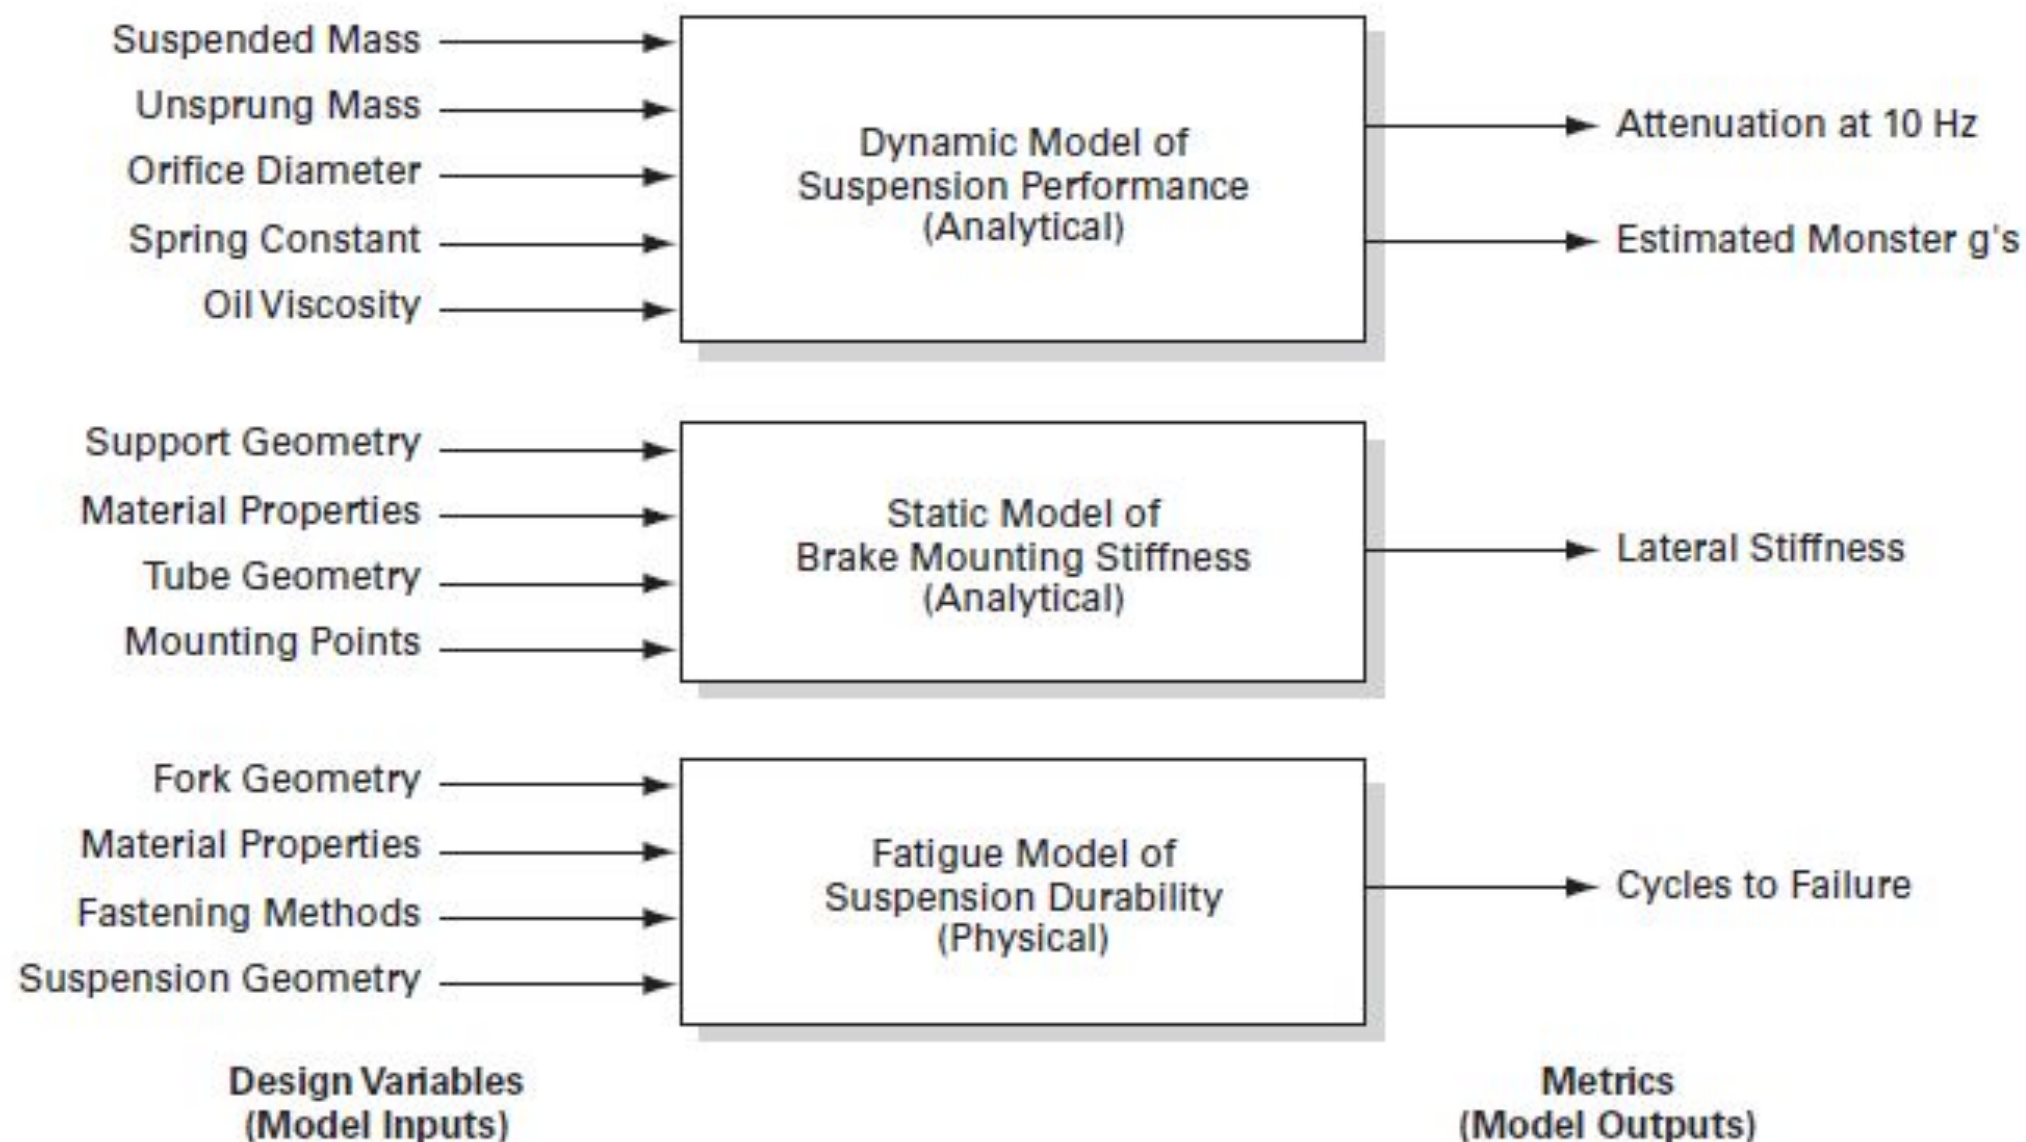 Suspended Mass
Unsprung Mass
Orifice Diameter
Spring Constant
Oil Viscosity
Dynamic Model of
Suspension Performance
(Analytical)
Attenuation at 10 Hz
Estimated Monster g's
Support Geometry
Material Properties
Tube Geometry
Mounting Points
Static Model of
Brake Mounting Stiffness
(Analytical)
Lateral Stiffness
Fork Geometry
Material Properties
Fastening Methods
Suspension Geometry
Fatigue Model of
Suspension Durability
(Physical)
Cycles to Failure
Design Variables
(Model Inputs)
Metrics
(Model Outputs)